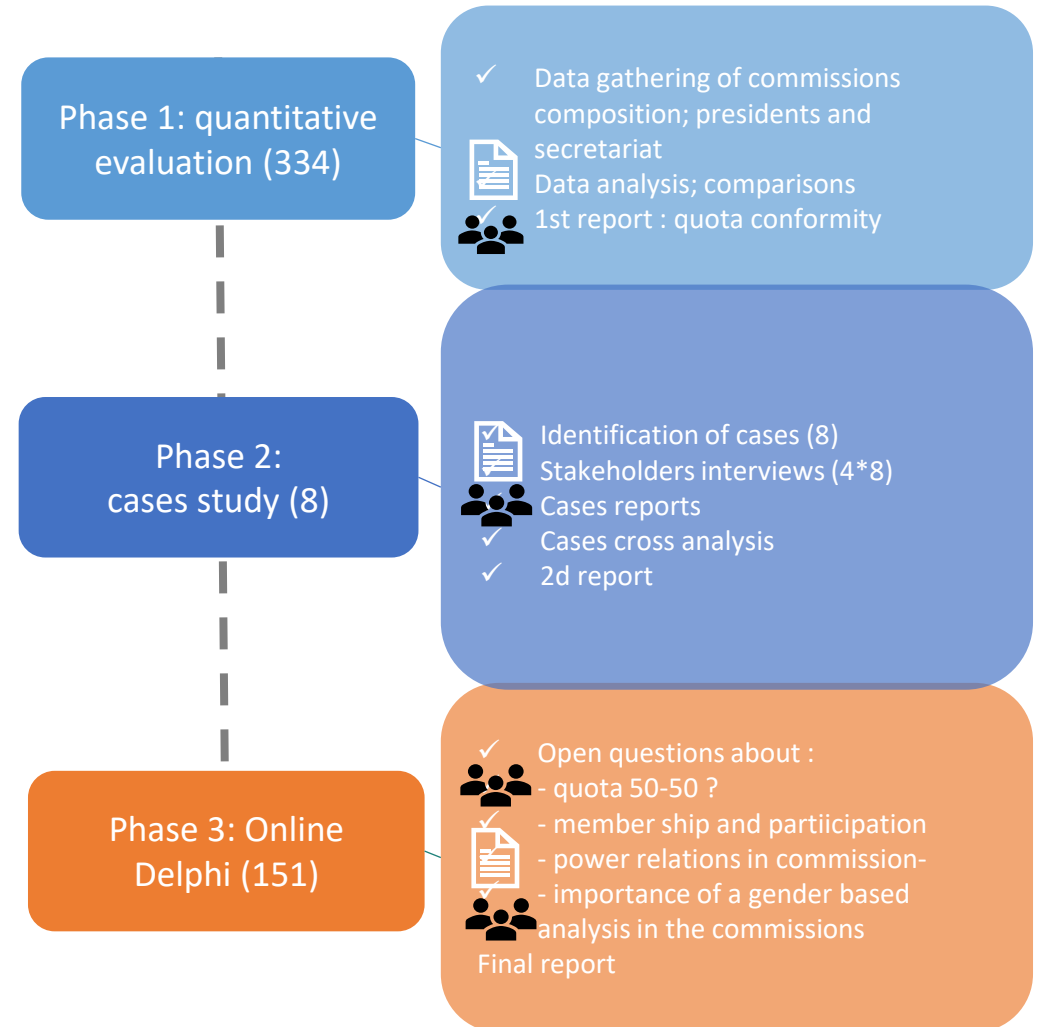 Phase 1: quantitative
evaluation (334)
✓ Data gathering of commissions
composition; presidents and
secretariat
✓ Data analysis; comparisons
✓ 1st report : quota conformity
Phase 2:
cases study (8)
✓ Identification of cases (8)
✓ Stakeholders interviews (4*8)
✓ Cases reports
✓ Cases cross analysis
✓ 2d report
Phase 3: Online
Delphi (151)
✓ Open questions about :
- quota 50-50 ?
✓ - member ship and partiicipation
✓ - power relations in commission-
✓ - importance of a gender based
analysis in the commissions
Final report